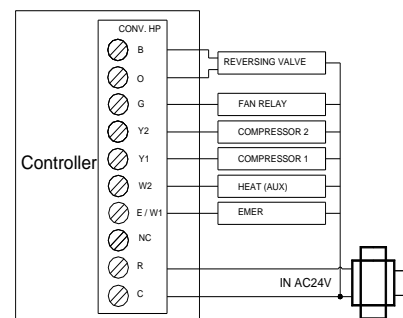 CONV. HP
B
REVERSING VALVE
O
G
FAN RELAY
Y2
COMPRESSOR 2
Y1
COMPRESSOR 1
Controller
W2
HEAT (AUX)
E / W1
EMER
NC
R
IN AC24V
C